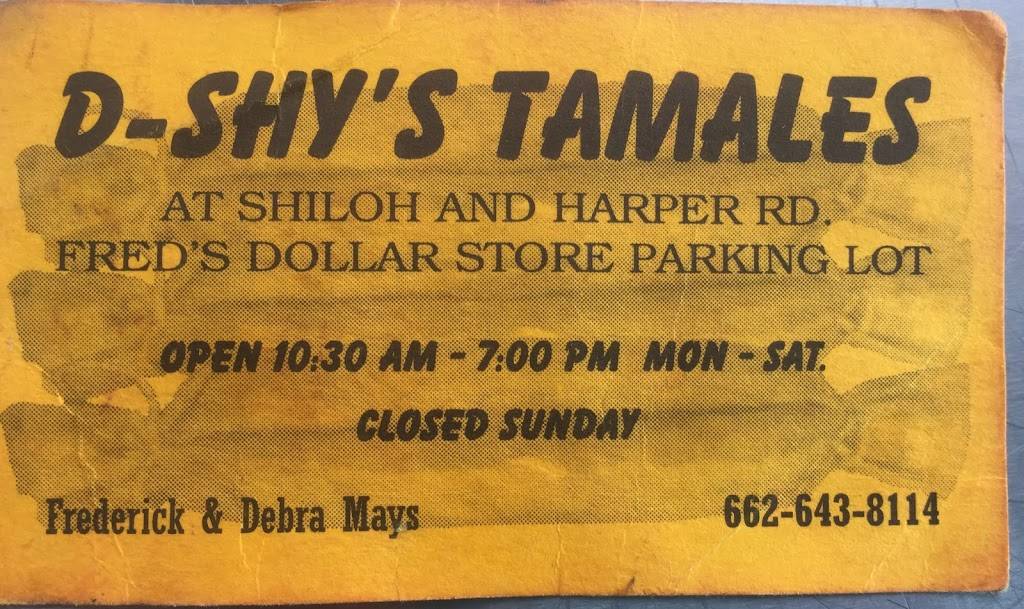 D-SHY'S TAMALES
AT SHILOH AND HARPER RD.
FRED'S DOLLAR STORE PARKING LOT
OPEN 10:30 AM - 7:00 PM MON - SAT.
CLOSED SUNDAY
Frederick & Debra Mays
662-643-8114